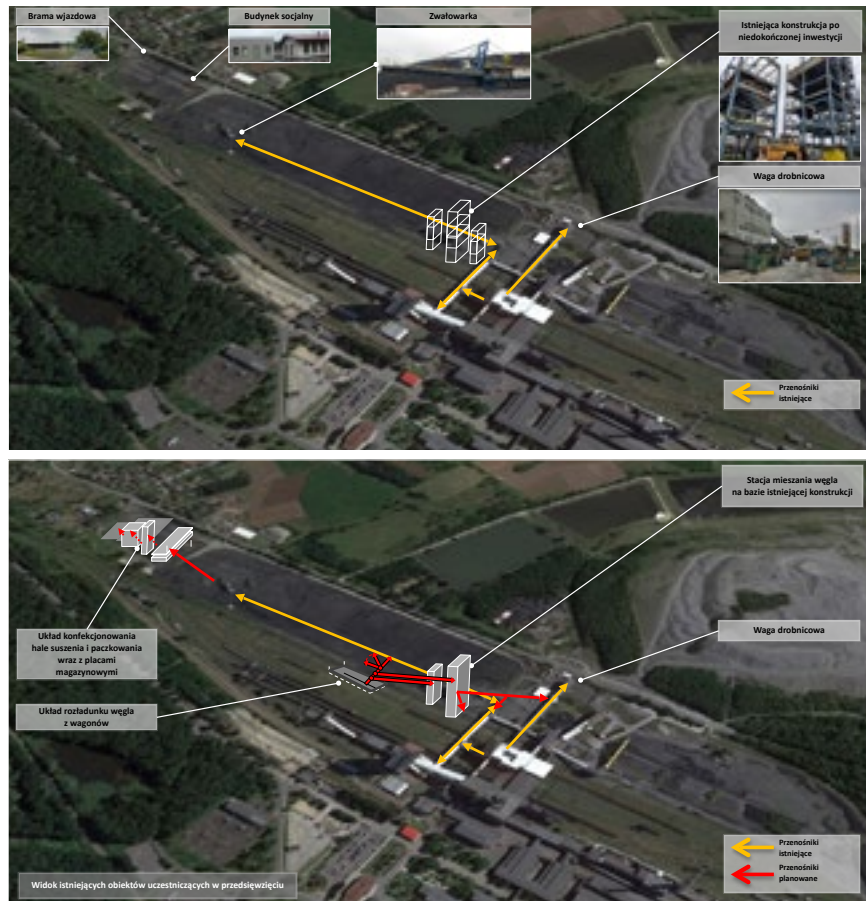 Brama wjazdowa
Budynek socjalny
Zwałowarka
Istniejąca konstrukcja po
niedokończonej inwestycji
Waga drobnicowa
Przenośniki
istniejące
Stacja mieszania węgla
na bazie istniejącej konstrukcji
Waga drobnicowa
Układ konfekcjonowania
hale suszenia i paczkowania
wraz z placami
magazynowymi
Układ rozładunku węgla
z wagonów
Przenośniki
istniejące
Przenośniki
planowane
Widok istniejących obiektów uczestniczących w przedsięwzięciu